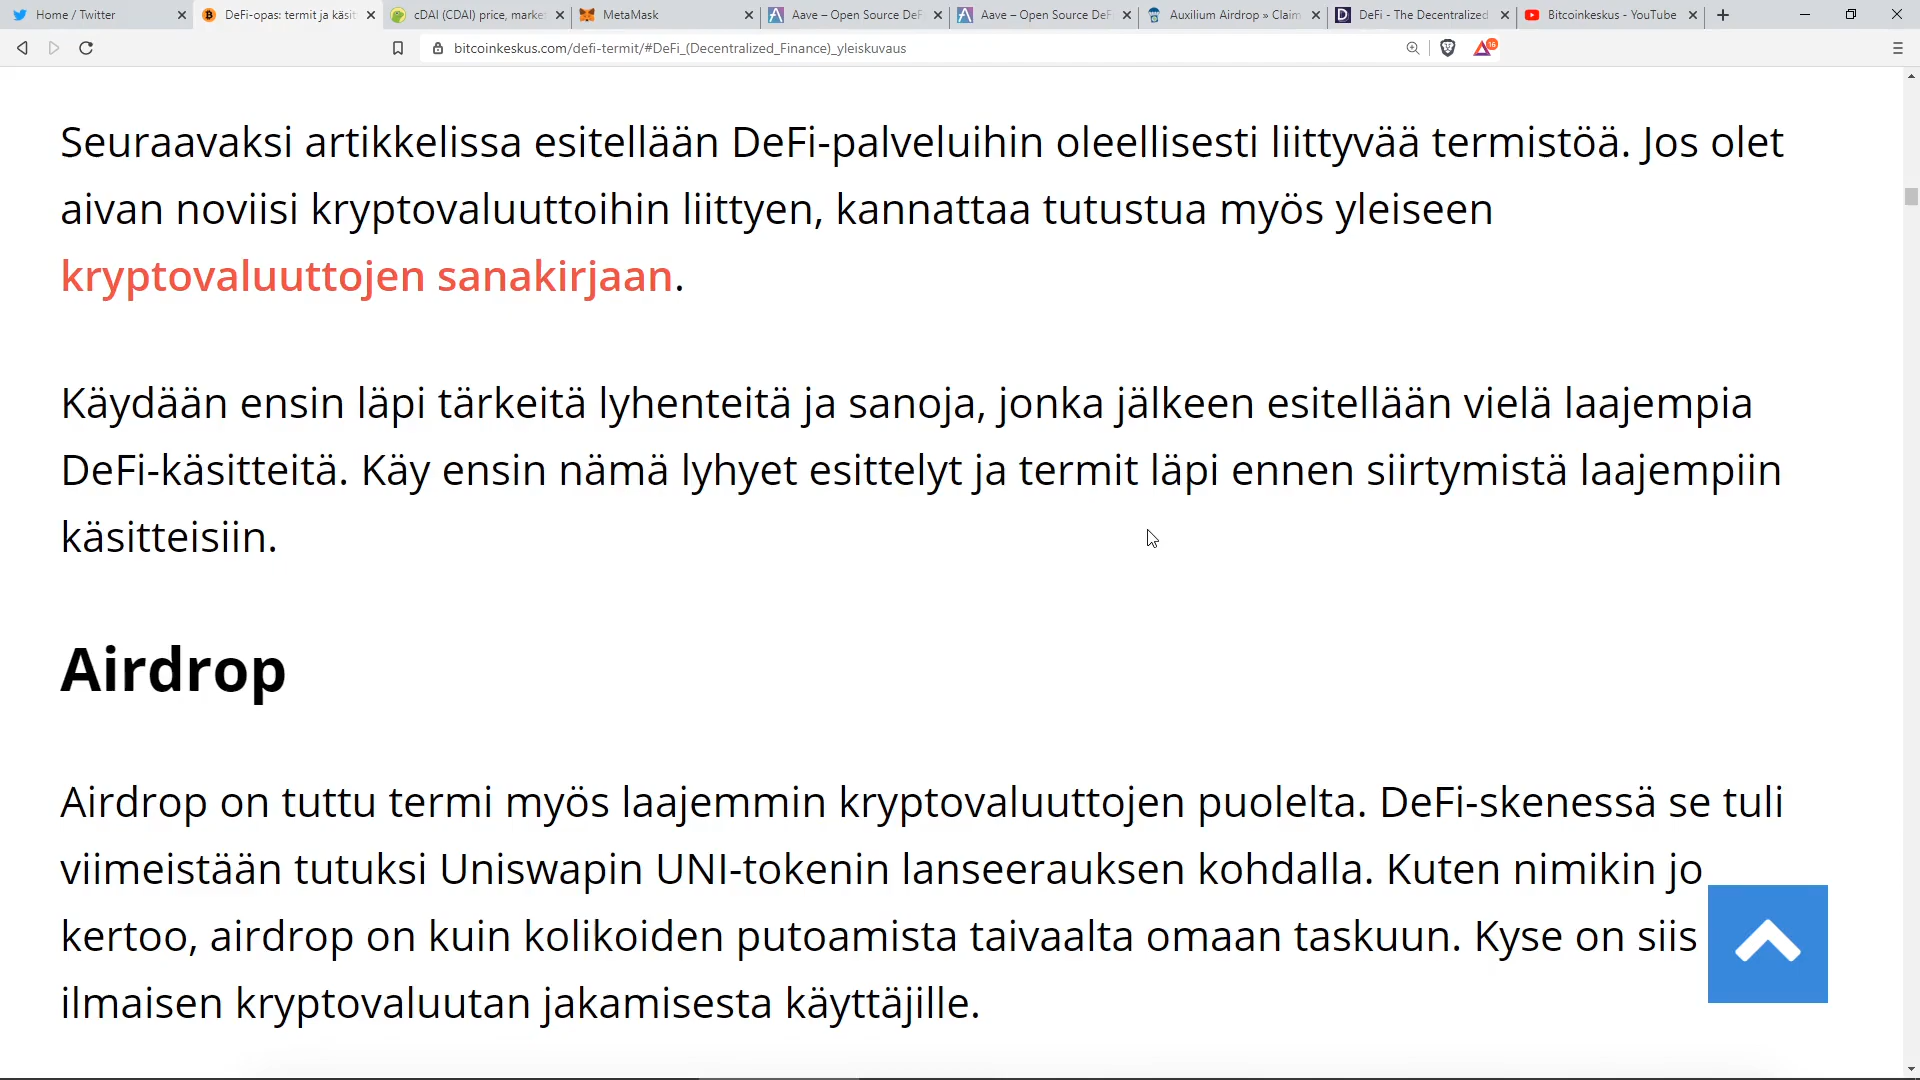 Home / Twitter
DeFi-opas: termit ja käsit
cDAI (CDAI) price, marke
MetaMask
Aave – Open Source DeF
Aave – Open Source DeF
Auxilium Airdrop » Claim
DeFi - The Decentralized
Bitcoinkeskus - YouTube
bitcoinkeskus.com/defi-termit/#DeFi_(Decentralized_Finance)_yleiskuvaus
16
Seuraavaksi artikkelissa esitellään DeFi-palveluihin oleellisesti liittyvää termistöä. Jos olet
aivan noviisi kryptovaluuttoihin liittyen, kannattaa tutustua myös yleiseen
kryptovaluuttojen sanakirjaan.
Käydään ensin läpi tärkeitä lyhenteitä ja sanoja, jonka jälkeen esitellään vielä laajempia
DeFi-käsitteitä. Käy ensin nämä lyhyet esittelyt ja termit läpi ennen siirtymistä laajempiin
käsitteisiin.
Airdrop
Airdrop on tuttu termi myös laajemmin kryptovaluuttojen puolelta. DeFi-skenessä se tuli
viimeistään tutuksi Uniswapin UNI-tokenin lanseerauksen kohdalla. Kuten nimikin jo
kertoo, airdrop on kuin kolikoiden putoamista taivaalta omaan taskuun. Kyse on siis
ilmaisen kryptovaluutan jakamisesta käyttäjille.